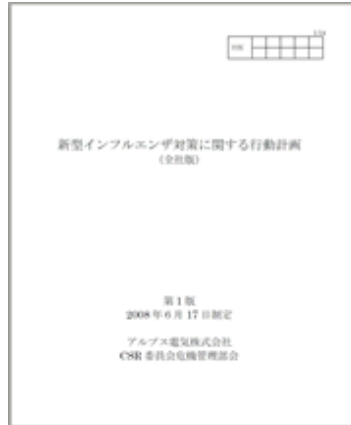 新型インフルエンザ対策に関する行動計画
(全社版)
第1版
2008年6月17日制定
アルプス電気株式会社
CSR委員会危機管理部会